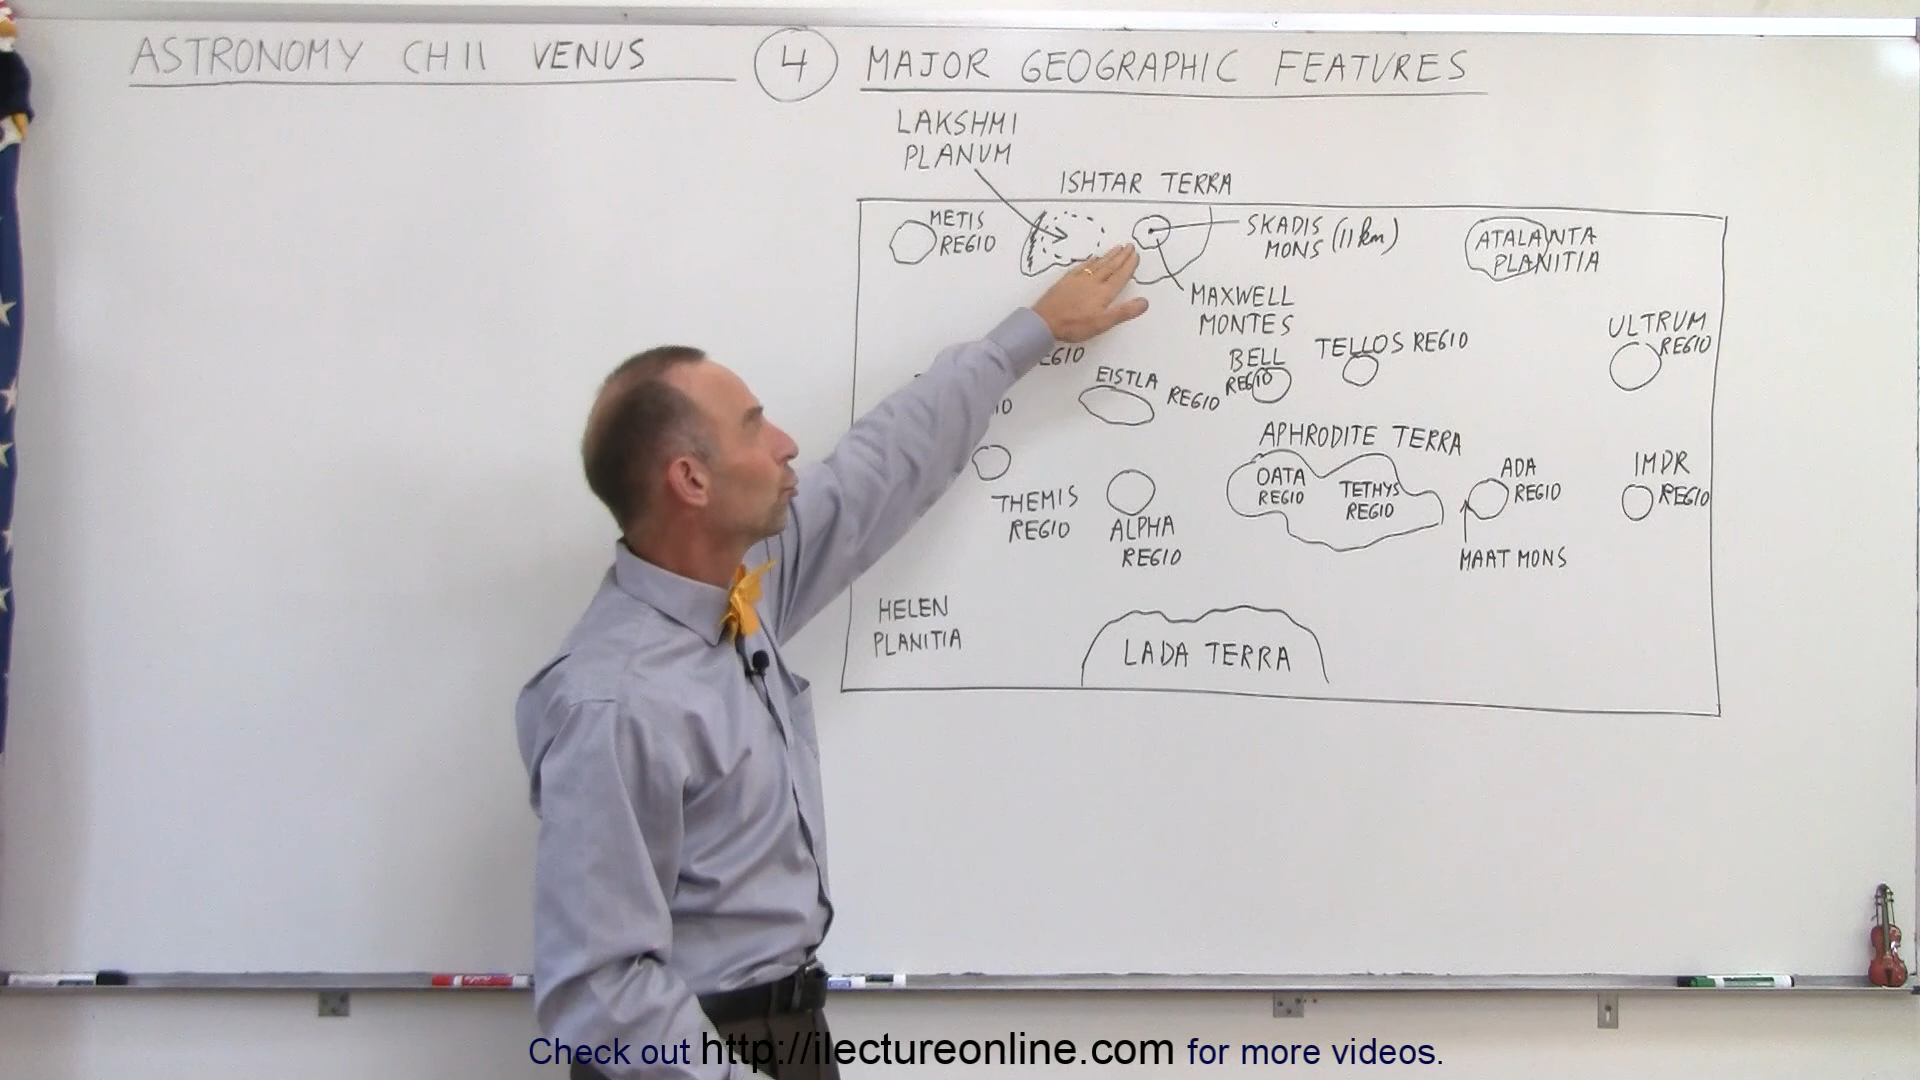 ASTRONOMY CH 11 VENUS
4
MAJOR GEOGRAPHIC FEATURES
LAKSHMI
PLANUM
ISHTAR TERRA
METIS
REGIO
SKADIS
MONS (11 km)
ATALANTA
PLANITIA
MAXWELL
MONTES
ULTRUM
REGIO
TELLOS REGIO
BELL
REGIO
EISTLA
REGIO
APHRODITE TERRA
OATA
REGIO
TETHYS
REGIO
ADA
REGIO
IMDR
REGIO
THEMIS
REGIO
ALPHA
REGIO
MAAT MONS
HELEN
PLANITIA
LADA TERRA
Check out http://ilectureonline.com for more videos.